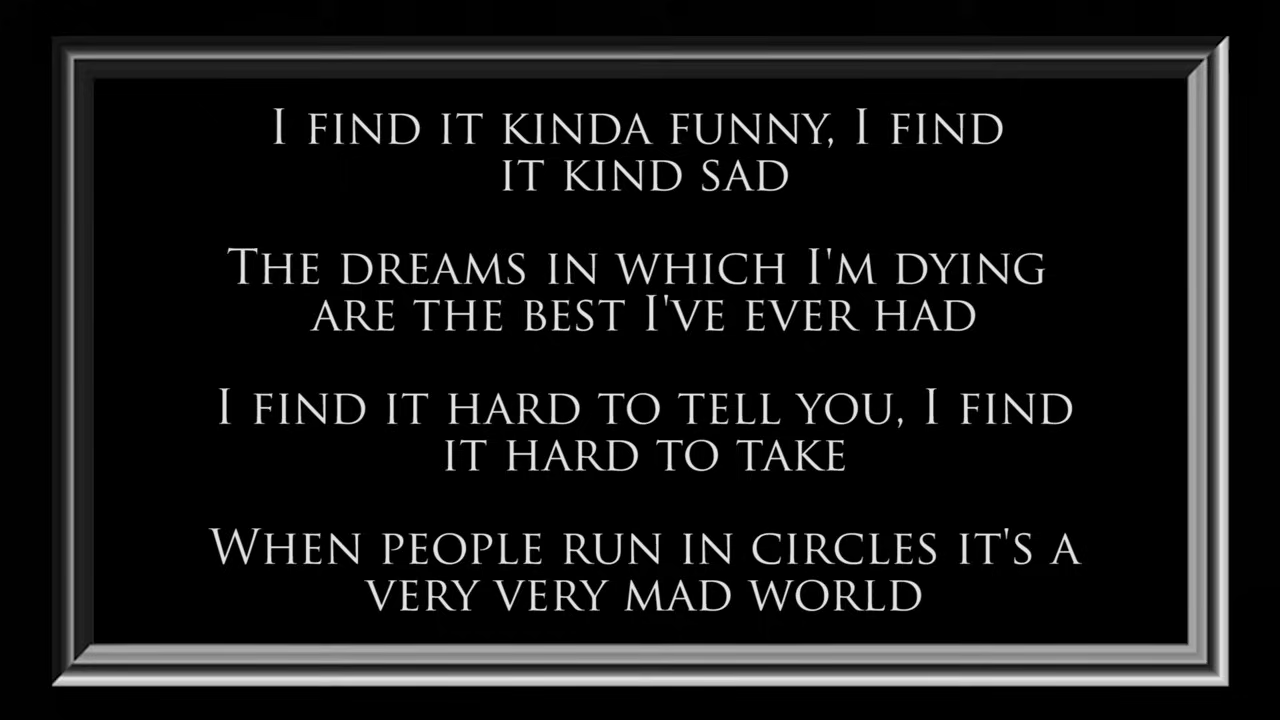 I FIND IT KINDA FUNNY, I FIND
IT KIND SAD
THE DREAMS IN WHICH I'M DYING
ARE THE BEST I'VE EVER HAD
I FIND IT HARD TO TELL YOU, I FIND
IT HARD TO TAKE
WHEN PEOPLE RUN IN CIRCLES IT'S A
VERY VERY MAD WORLD